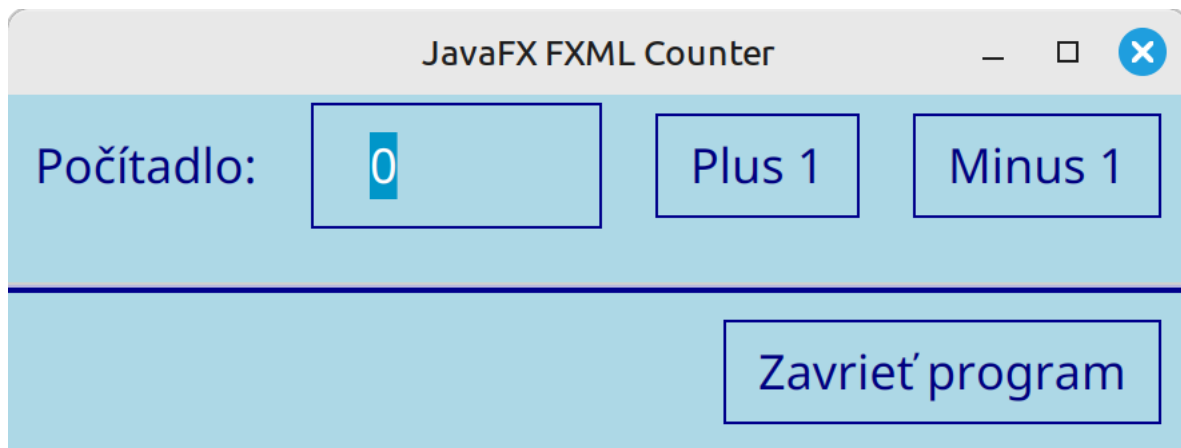 JavaFX FXML Counter
Počítadlo: 0 Plus 1 Minus 1
Zavrieť program